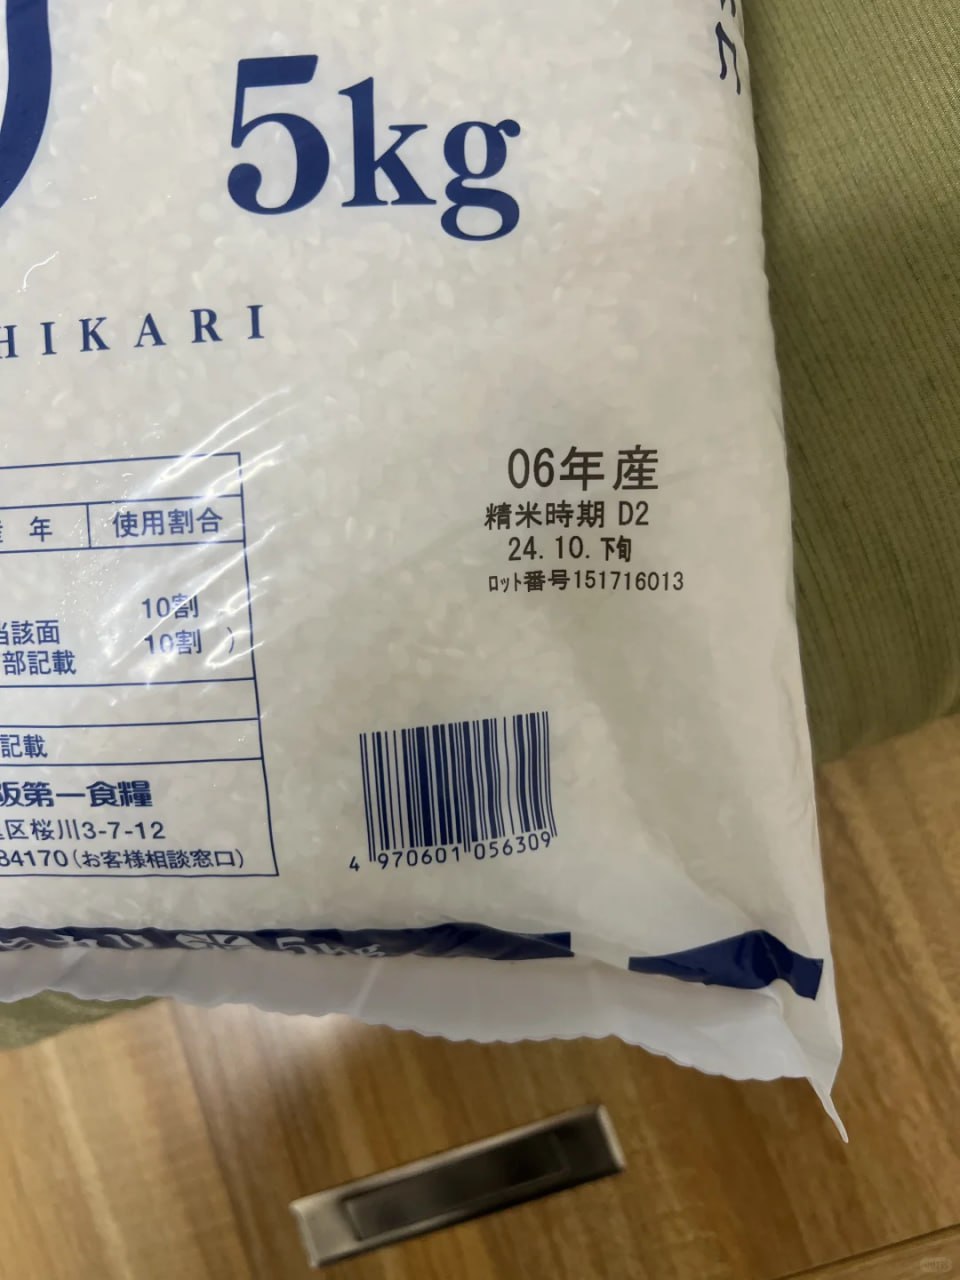 5kg
HIKARI
06年産
精米時期 D2
24.10.下旬
ロット番号151716013
年 使用割合
10割
当該面 10割 )
部記載
記載
阪第一食糧
区桜川3-7-12
84170(お客様相談窓口)
4 970601 056309
5kg